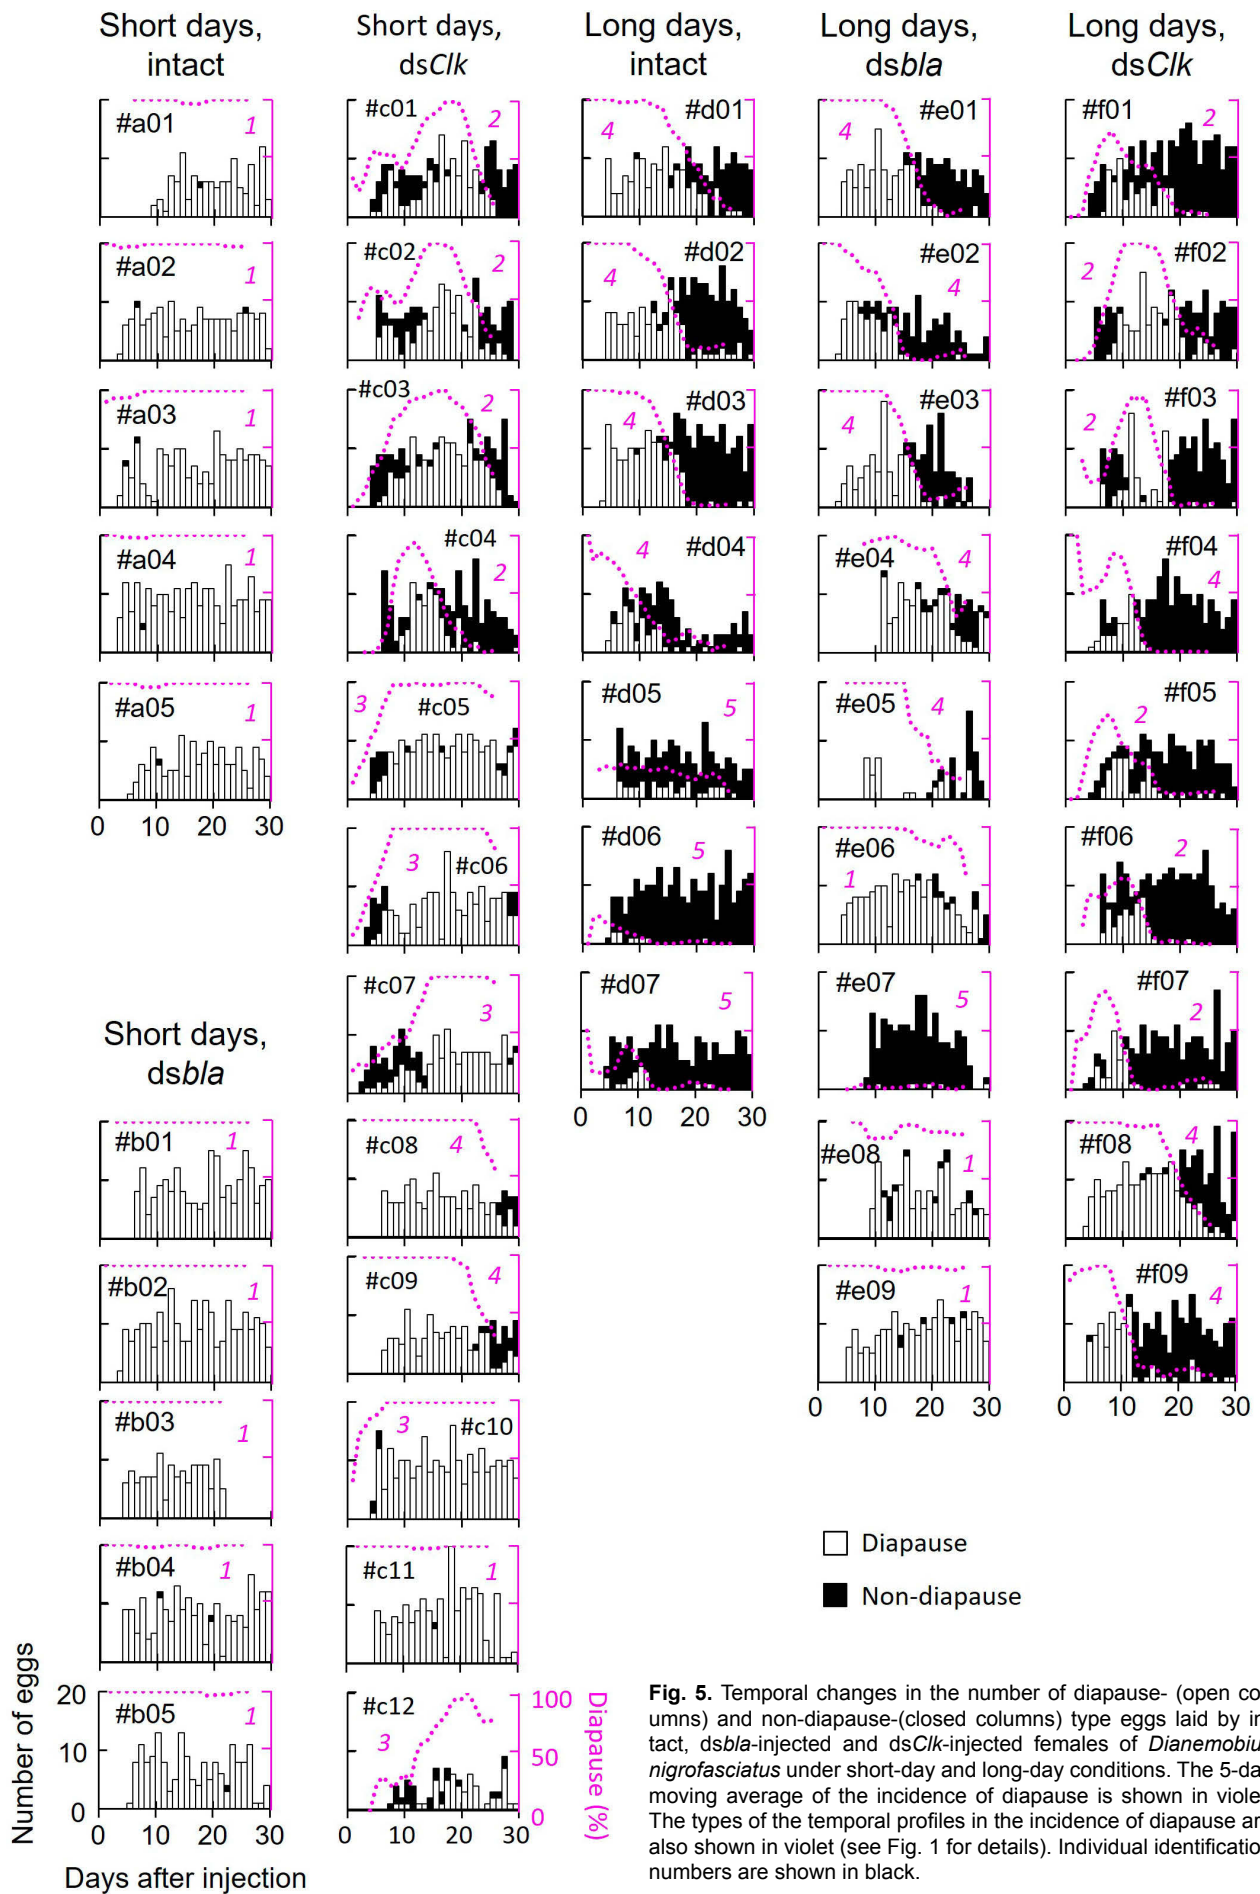 Short days,
intact
#a01
1
#a02
1
#a03
1
#a04
1
#a05
1
0 10 20 30
Short days,
dsbla
#b01
1
#b02
1
#b03
1
#b04
1
#b05
1
20
10
0
Number of eggs
0 10 20 30
Days after injection
Short days,
dsClk
#c01
2
#c02
2
#c03
2
#c04
2
#c05
3
#c06
3
#c07
3
#c08
4
#c09
4
#c10
3
#c11
1
#c12
3
100
50
0
Diapause (%)
0 10 20 30
Long days,
intact
#d01
4
#d02
4
#d03
4
#d04
4
#d05
5
#d06
5
#d07
5
0 10 20 30
Long days,
dsbla
#e01
4
#e02
4
#e03
4
#e04
4
#e05
4
#e06
1
#e07
5
#e08
1
#e09
1
0 10 20 30
Long days,
dsClk
#f01
2
#f02
2
#f03
2
#f04
4
#f05
2
#f06
2
#f07
2
#f08
4
#f09
4
0 10 20 30
Diapause
Non-diapause
Fig. 5. Temporal changes in the number of diapause- (open co
umns) and non-diapause-(closed columns) type eggs laid by in
tact, dsbla-injected and dsClk-injected females of Dianemobiu
nigrofasciatus under short-day and long-day conditions. The 5-da
moving average of the incidence of diapause is shown in viole
The types of the temporal profiles in the incidence of diapause ar
also shown in violet (see Fig. 1 for details). Individual identificatio
numbers are shown in black.